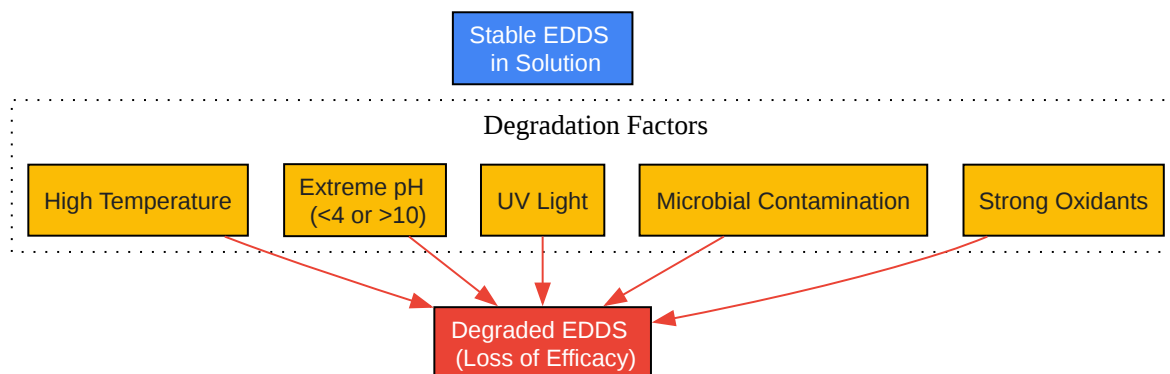 Stable EDDS
in Solution
Degradation Factors
High Temperature
Extreme pH
(<4 or >10)
UV Light
Microbial Contamination
Strong Oxidants
Degraded EDDS
(Loss of Efficacy)